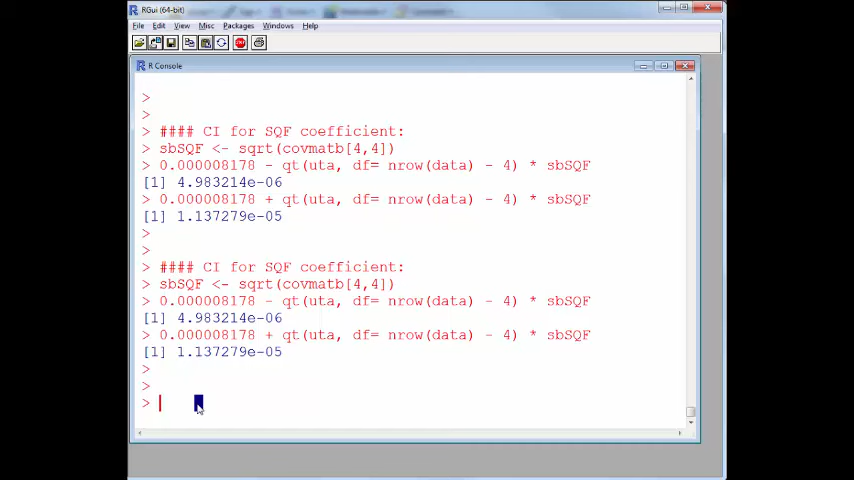 RGui (64-bit)
File Edit View Misc Packages Windows Help
STOP
R Console
>
>
> #### CI for SQF coefficient:
> sbSQF <- sqrt(covmatb[4,4])
> 0.000008178 - qt(uta, df= nrow(data) - 4) * sbSQF
[1] 4.983214e-06
> 0.000008178 + qt(uta, df= nrow(data) - 4) * sbSQF
[1] 1.137279e-05
>
>
> #### CI for SQF coefficient:
> sbSQF <- sqrt(covmatb[4,4])
> 0.000008178 - qt(uta, df= nrow(data) - 4) * sbSQF
[1] 4.983214e-06
> 0.000008178 + qt(uta, df= nrow(data) - 4) * sbSQF
[1] 1.137279e-05
>
>
>